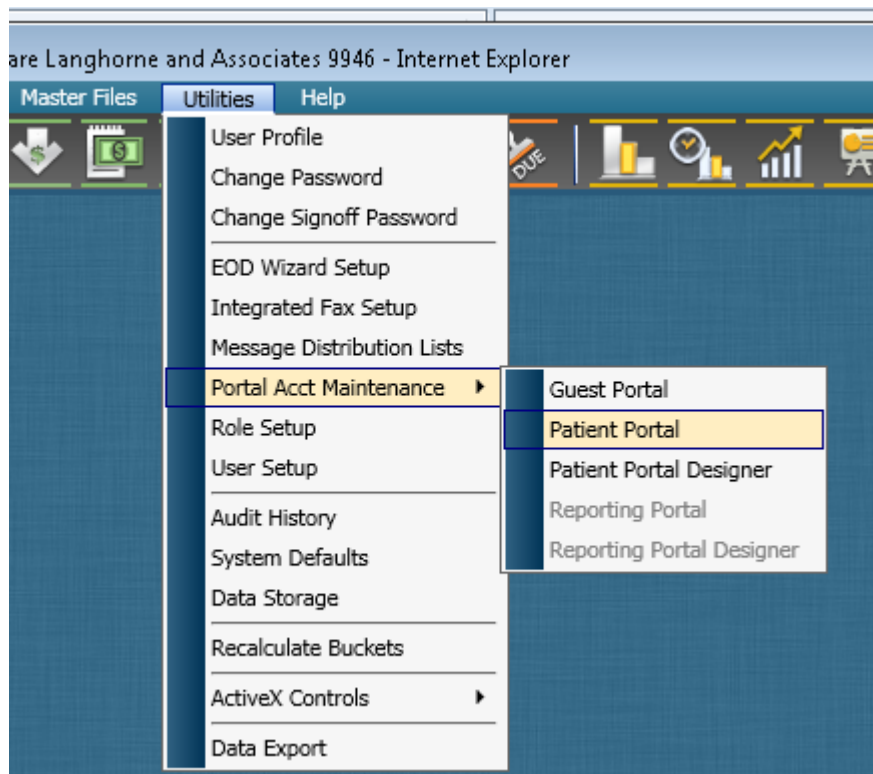 are Langhorne and Associates 9946 - Internet Explorer
Master Files Utilities Help
$
$
DUE
User Profile
Change Password
Change Signoff Password
EOD Wizard Setup
Integrated Fax Setup
Message Distribution Lists
Portal Acct Maintenance
Role Setup
User Setup
Audit History
System Defaults
Data Storage
Recalculate Buckets
ActiveX Controls
Data Export
Guest Portal
Patient Portal
Patient Portal Designer
Reporting Portal
Reporting Portal Designer